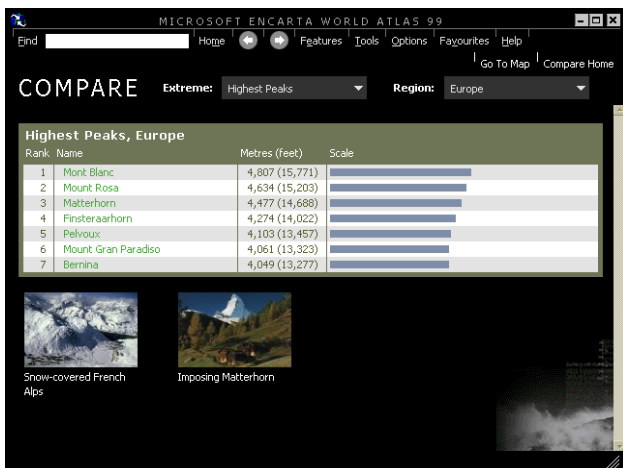 MICROSOFT ENCARTA WORLD ATLAS 99
Find Home Features Tools Options Favourites Help
Go To Map Compare Home
COMPARE Extreme: Highest Peaks Region: Europe
Highest Peaks, Europe
Rank Name Metres (feet) Scale
1 Mont Blanc 4,807 (15,771)
2 Mount Rosa 4,634 (15,203)
3 Matterhorn 4,477 (14,688)
4 Finsteraarhorn 4,274 (14,022)
5 Pelvoux 4,103 (13,457)
6 Mount Gran Paradiso 4,061 (13,323)
7 Bernina 4,049 (13,277)
Snow-covered French
Alps
Imposing Matterhorn